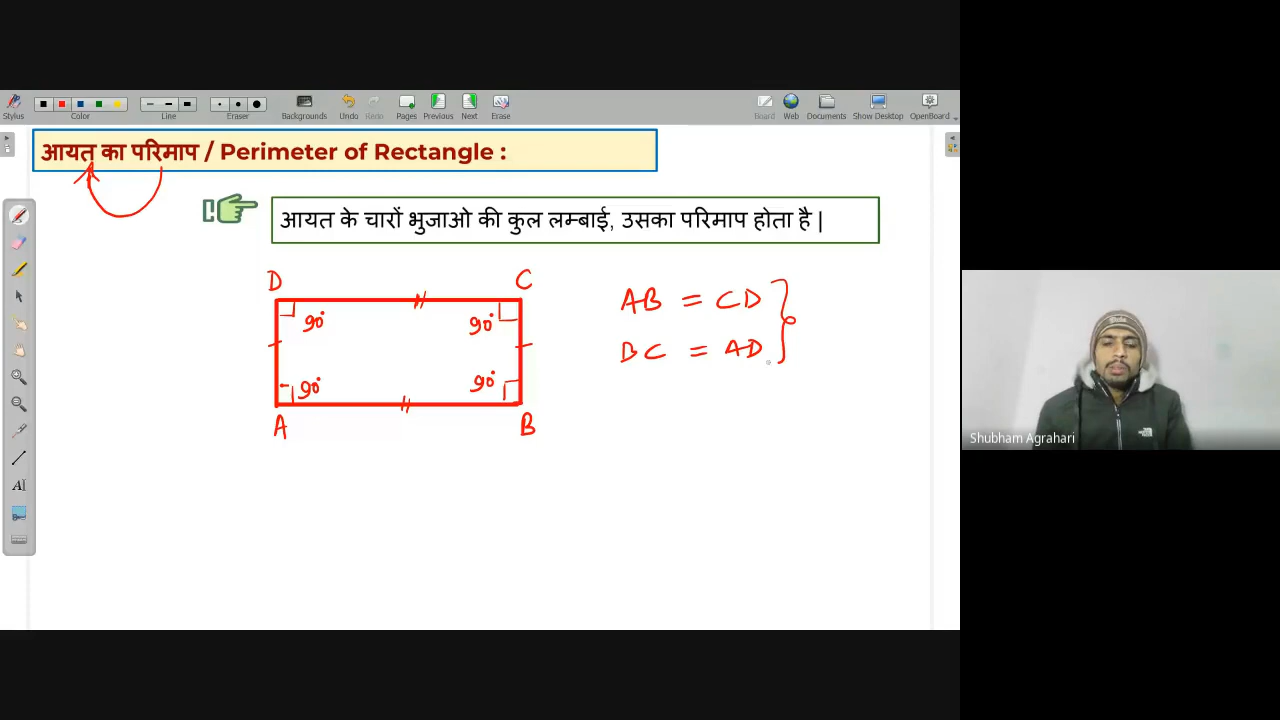 Stylus
Color
Line
Eraser
Backgrounds
Undo
Redo
Pages
Previous
Next
Erase
Board
Web
Documents
Show Desktop
OpenBoard
आयत का परिमाप / Perimeter of Rectangle :
आयत के चारों भुजाओ की कुल लम्बाई, उसका परिमाप होता है |
D
C
90°
90°
90°
90°
A
B
AB = CD
BC = AD
AI
Shubham Agrahari